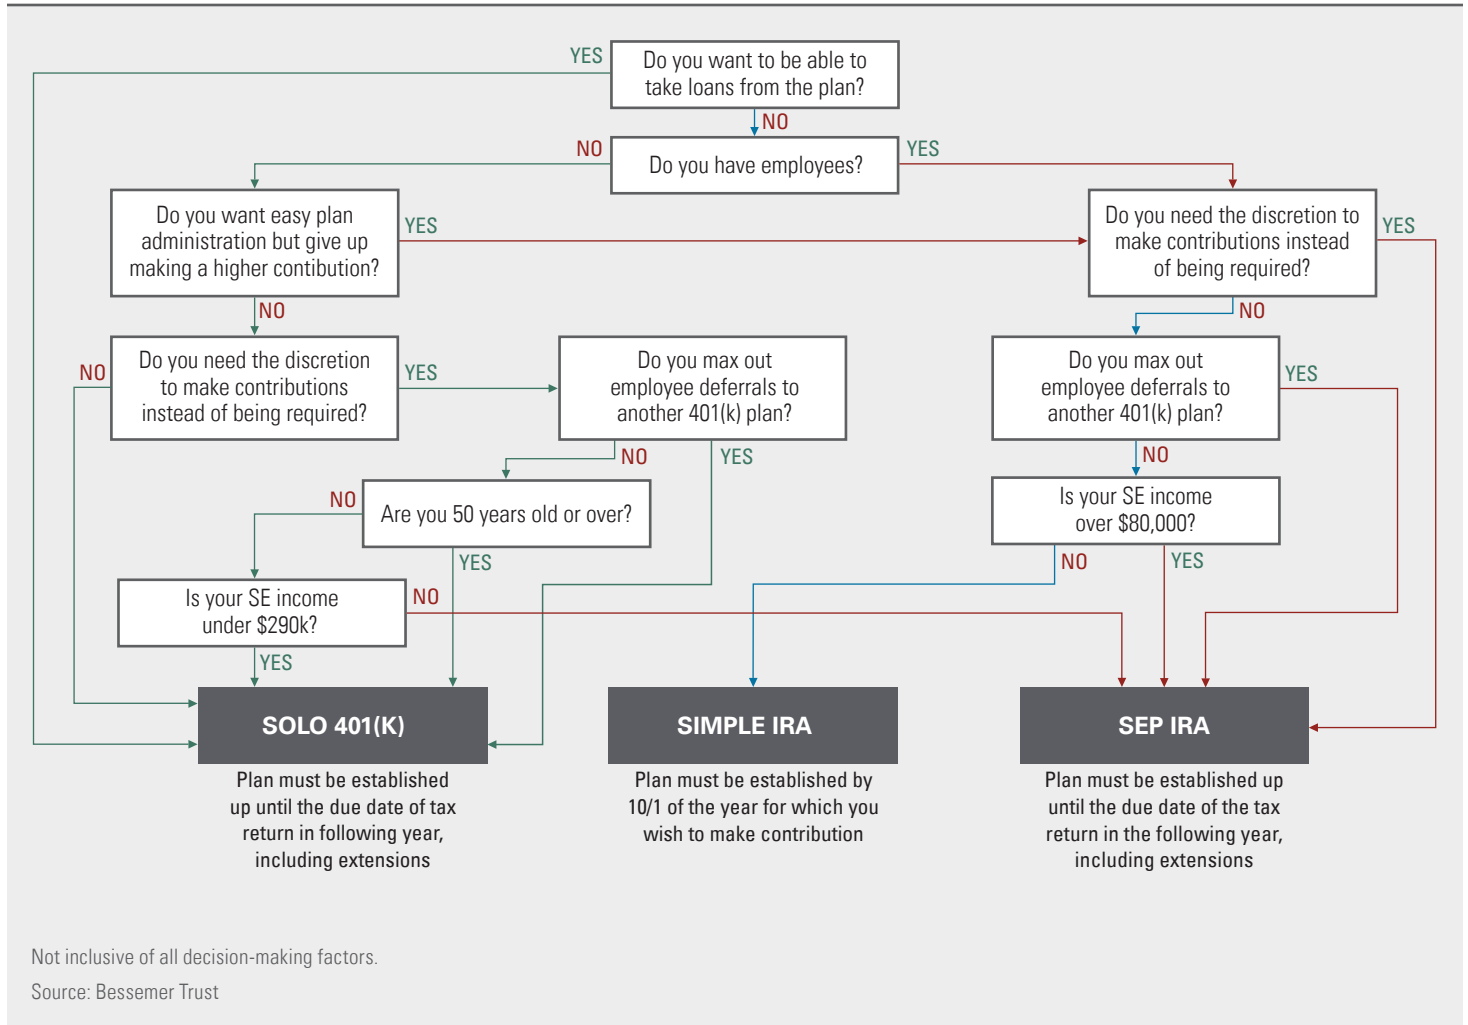 YES
Do you want to be able to
take loans from the plan?
NO
NO
Do you have employees?
YES
Do you want easy plan
administration but give up
making a higher contibution?
YES
Do you need the discretion to
make contributions instead
of being required?
YES
NO
NO
NO
Do you need the discretion
to make contributions
instead of being required?
YES
Do you max out
employee deferrals to
another 401(k) plan?
Do you max out
employee deferrals to
another 401(k) plan?
YES
NO
YES
NO
NO
Are you 50 years old or over?
Is your SE income
over $80,000?
YES
NO
YES
Is your SE income
under $290k?
NO
YES
SOLO 401(K)
Plan must be established
up until the due date of tax
return in following year,
including extensions
SIMPLE IRA
Plan must be established by
10/1 of the year for which you
wish to make contribution
SEP IRA
Plan must be established up
until the due date of the tax
return in the following year,
including extensions
Not inclusive of all decision-making factors.
Source: Bessemer Trust